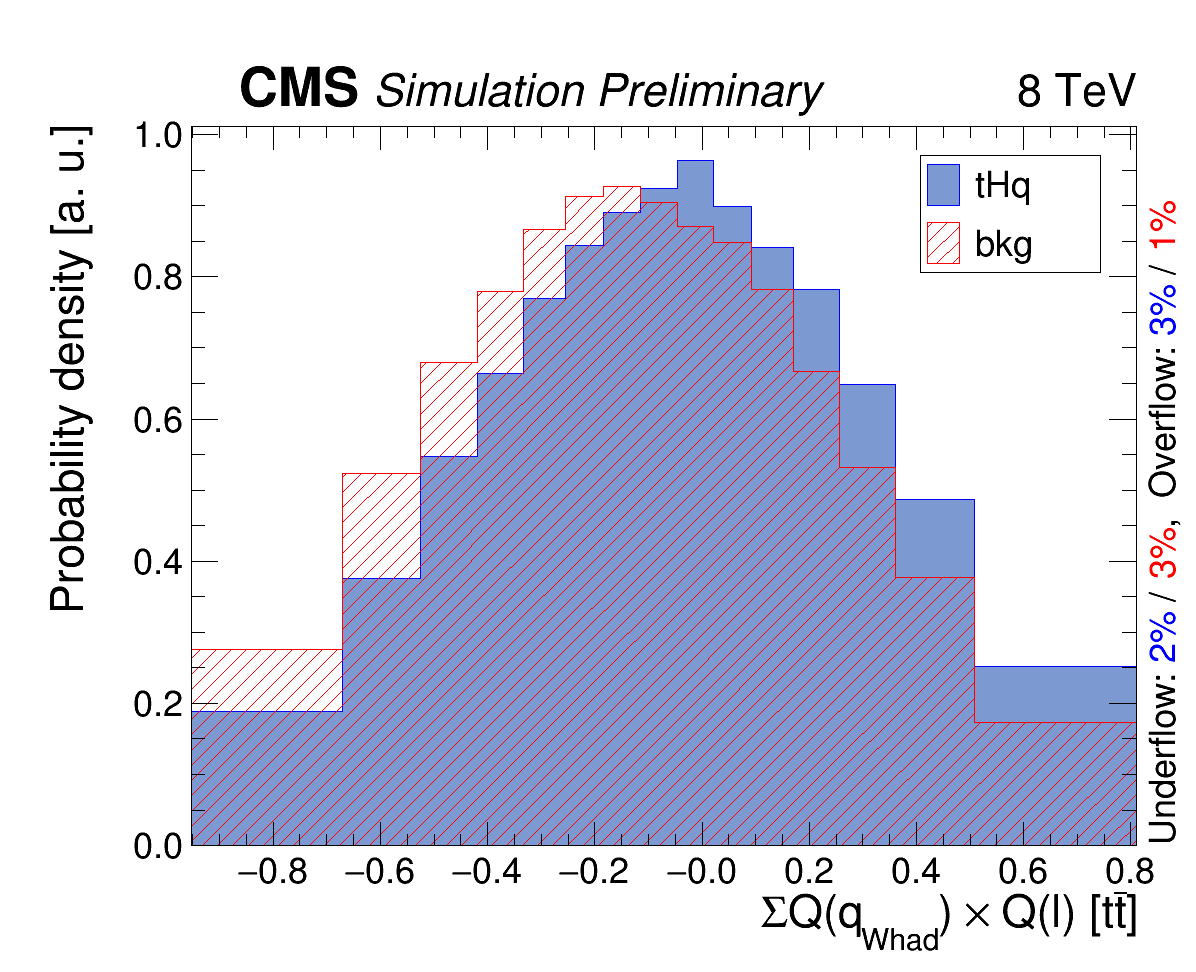 CMS Simulation Preliminary 8 TeV
Probability density [a. u.]
1.0
0.8
0.6
0.4
0.2
0.0
tHq
bkg
−0.8 −0.6 −0.4 −0.2 −0.0 0.2 0.4 0.6 0.8
ΣQ(q_Whad) × Q(l) [tt̄]
Underflow: 2% / 3%, Overflow: 3% / 1%